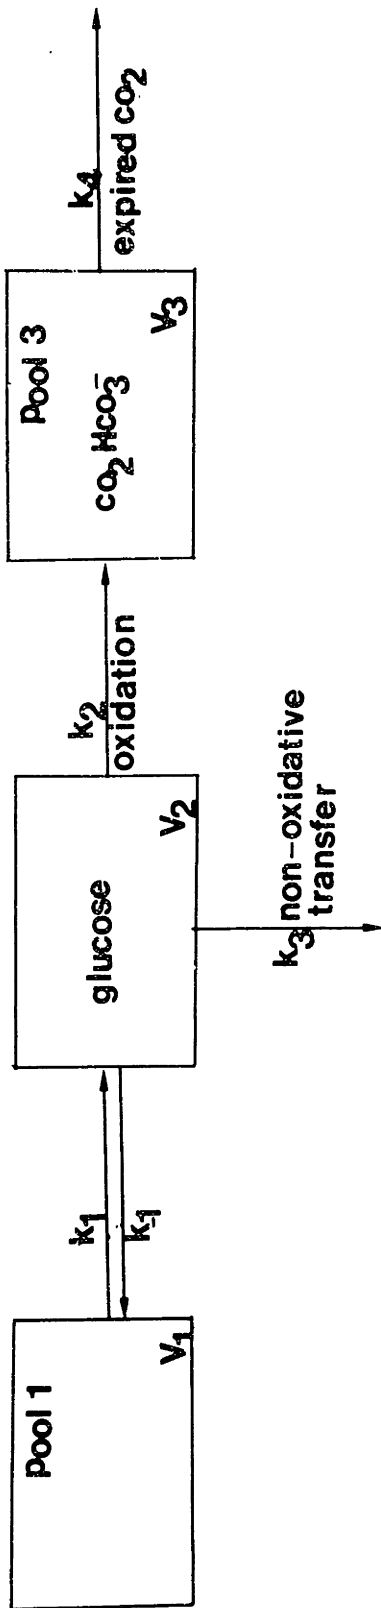 Pool 1
V1
k1
k-1
glucose
V2
k2
oxidation
k3 non-oxidative
transfer
Pool 3
co2 Hco3-
V3
k4
expired co2